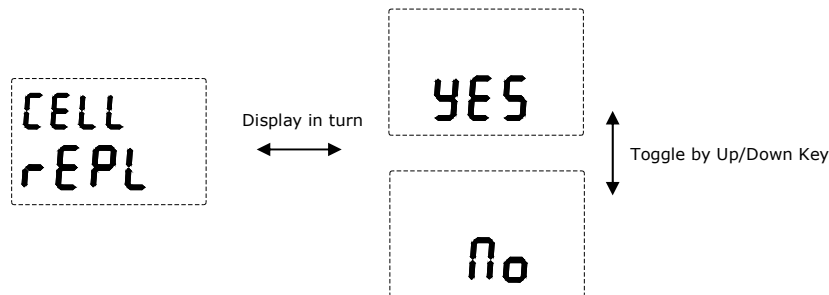 CELL
rEPL
Display in turn
yES
Toggle by Up/Down Key
No